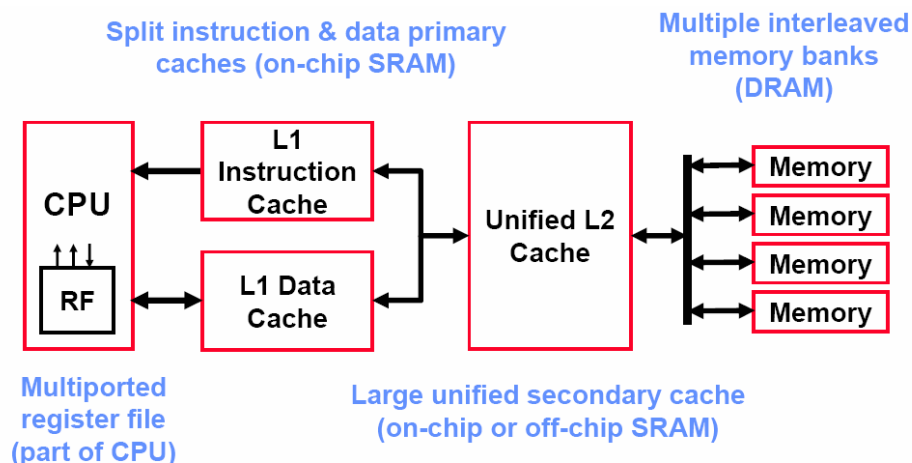 Split instruction & data primary
caches (on-chip SRAM)
Multiple interleaved
memory banks
(DRAM)
CPU
RF
L1
Instruction
Cache
L1 Data
Cache
Unified L2
Cache
Memory
Memory
Memory
Memory
Multiported
register file
(part of CPU)
Large unified secondary cache
(on-chip or off-chip SRAM)